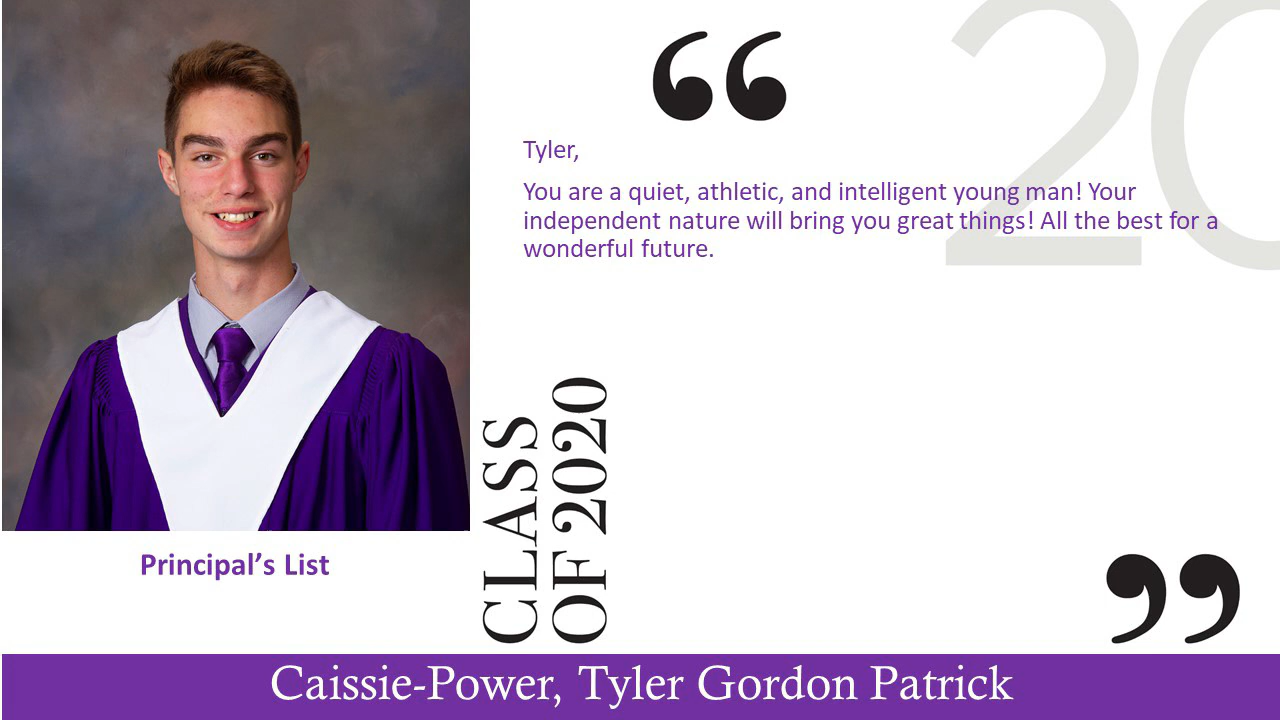 “
20
Tyler,
You are a quiet, athletic, and intelligent young man! Your
independent nature will bring you great things! All the best for a
wonderful future.
CLASS
OF 2020
”
Principal’s List
Caissie-Power, Tyler Gordon Patrick